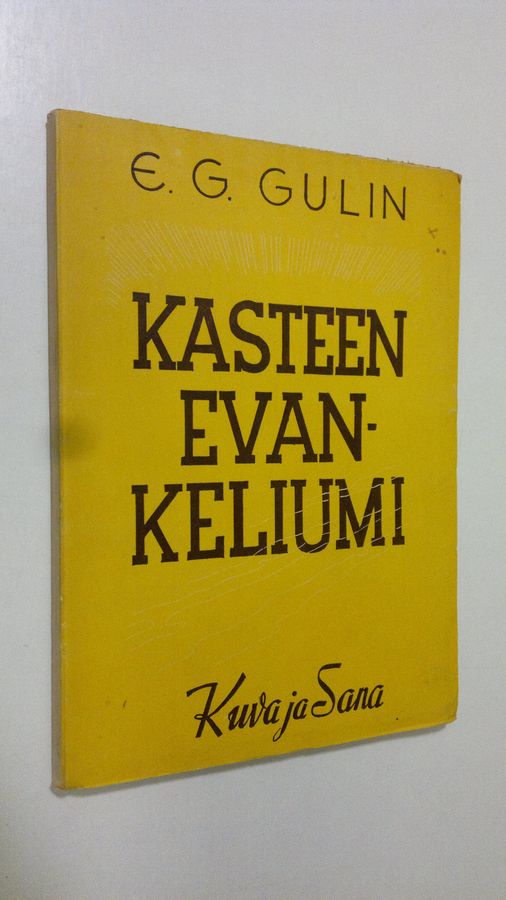 E. G. GULIN
KASTEEN
EVAN-
KELIUMI
Kuva ja Sana